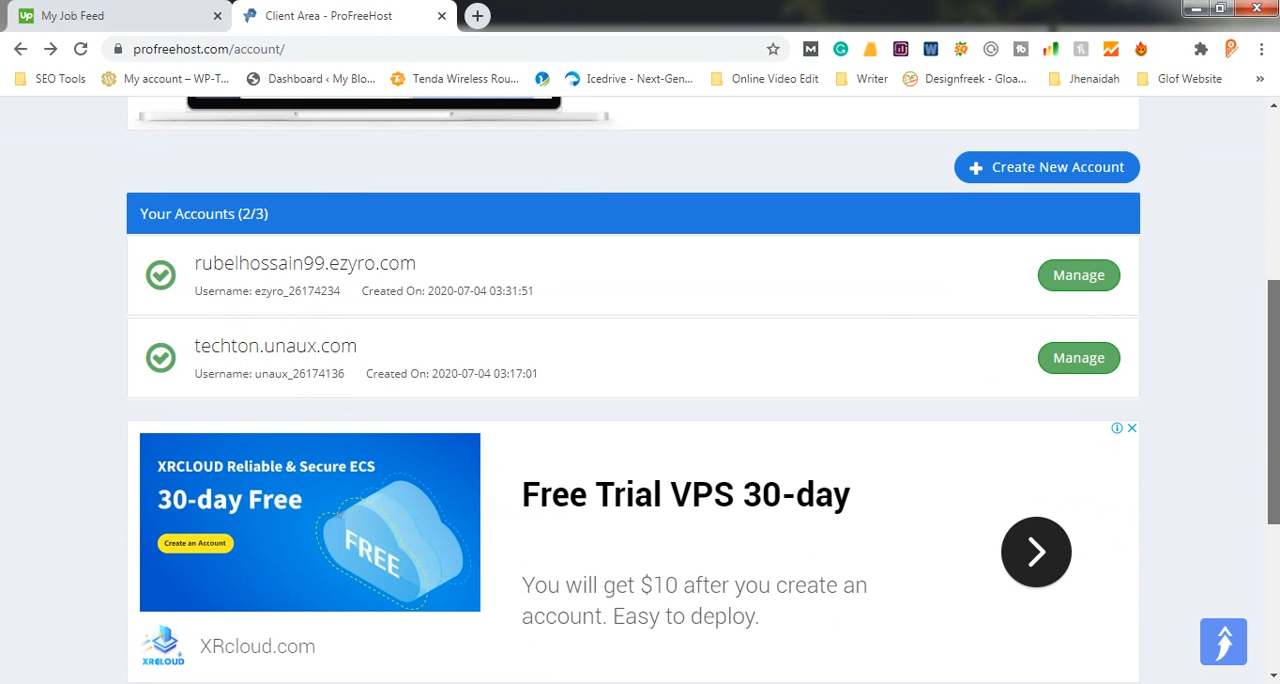 Up My Job Feed
Client Area - ProFreeHost
profreehost.com/account/
SEO Tools
My account – WP-T...
Dashboard ‹ My Blo...
Tenda Wireless Rou...
Icedrive - Next-Gen...
Online Video Edit
Writer
Designfreek - Gloa...
Jhenaidah
Glof Website
»
Create New Account
Your Accounts (2/3)
rubelhossain99.ezyro.com
Username: ezyro_26174234 Created On: 2020-07-04 03:31:51
Manage
techton.unaux.com
Username: unaux_26174136 Created On: 2020-07-04 03:17:01
Manage
XRCLOUD Reliable & Secure ECS
30-day Free
Create an Account
FREE
Free Trial VPS 30-day
You will get $10 after you create an
account. Easy to deploy.
XRCLOUD
XRcloud.com